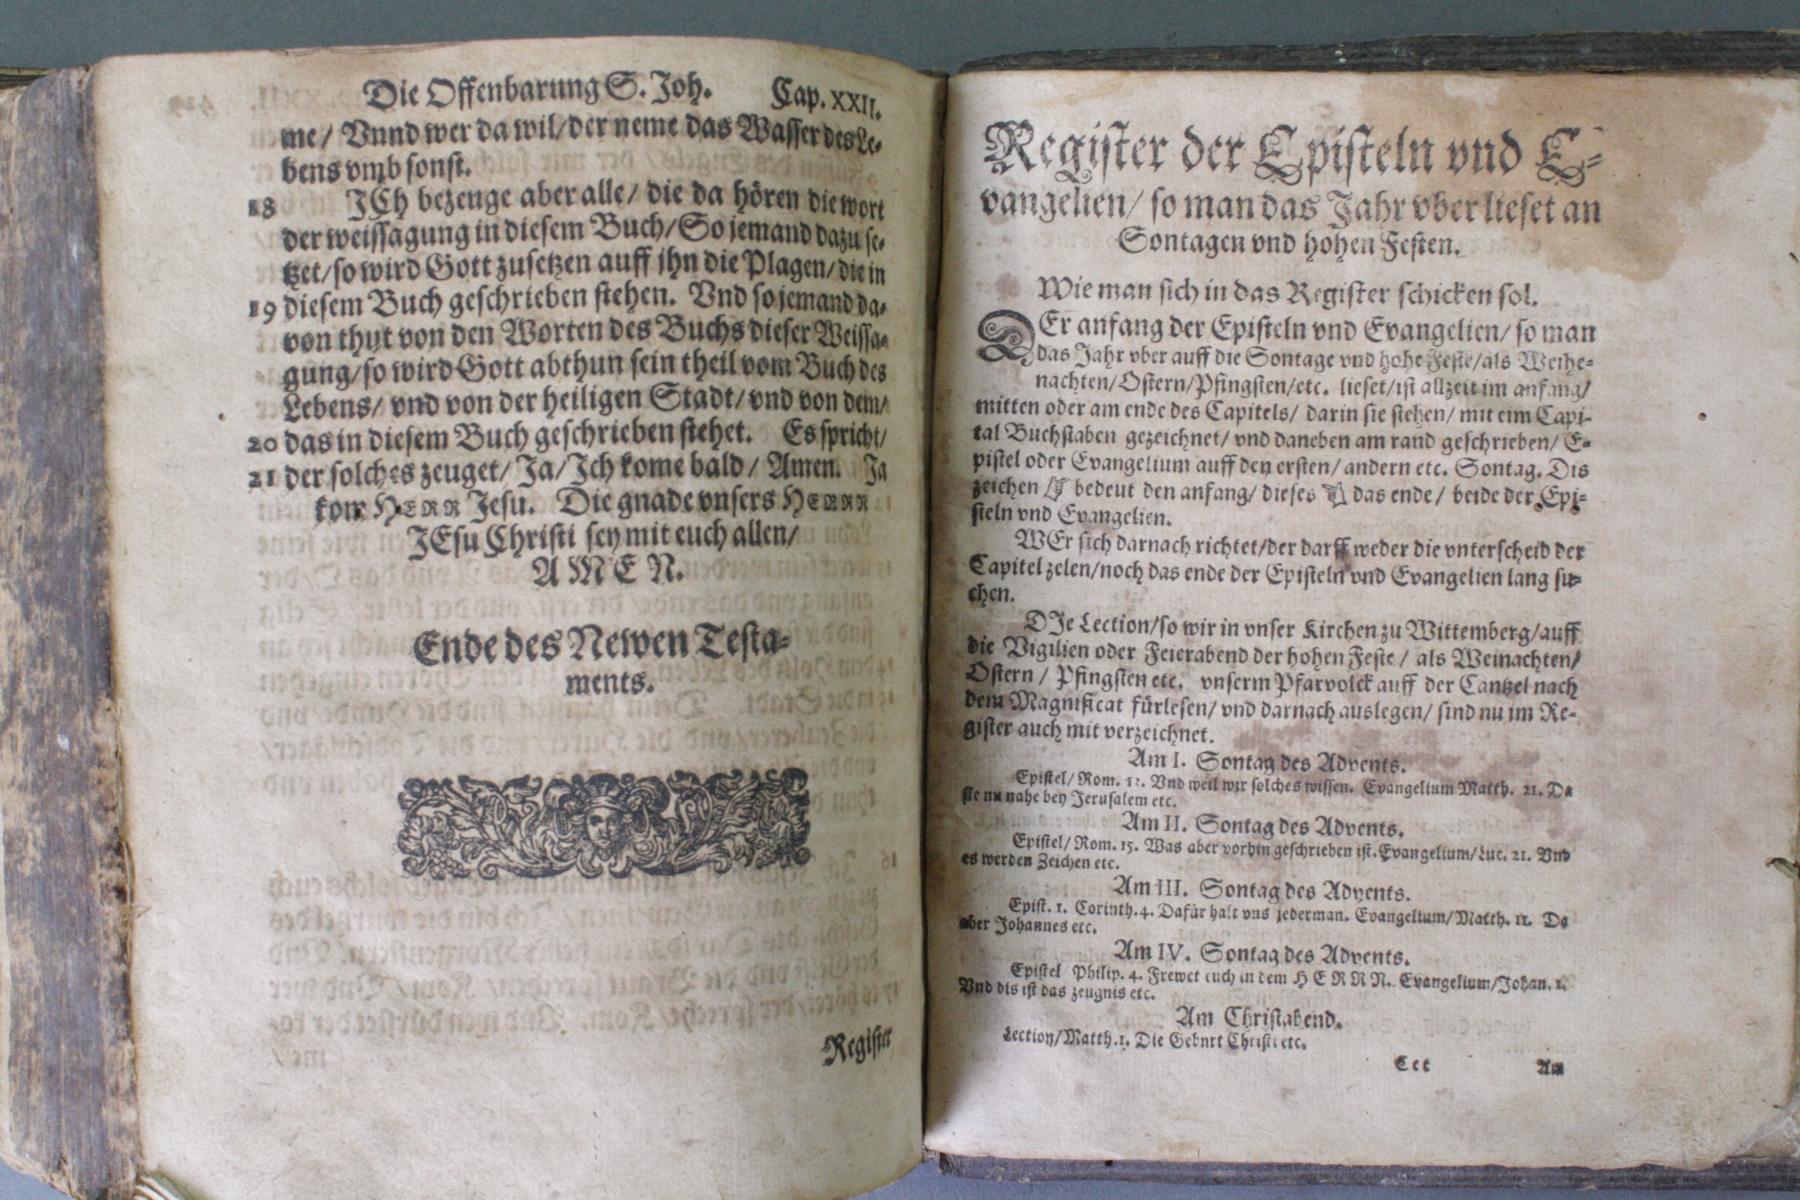 Die Offenbarung S. Joh. Cap. XXII.
me/ Vnnd wer da wil/der neme das Wasser des Le-
bens vmb sonst.
18 JCh bezeuge aber alle/ die da hören die wort
der weissagung in diesem Buch/So jemand dazu se-
tzet/so wird Gott zusetzen auff ihn die Plagen/die in
19 diesem Buch geschrieben stehen. Vnd so jemand da-
von thut von den Worten des Buchs dieser Weissa-
gung/so wird Gott abthun sein theil vom Buch des
Lebens/ vnd von der heiligen Stadt/vnd von dem/
20 das in diesem Buch geschrieben stehet. Es spricht/
21 der solches zeuget/ Ja/Ich kome bald/ Amen. Ja
kom HERR Jesu. Die gnade vnsers HERRN
JEsu Christi sey mit euch allen/
AMEN.
Ende des Newen Testa-
ments.
Register
Register der Episteln vnd E-
vangelien/ so man das Jahr vber lieset an
Sontagen vnd hohen Festen.
Wie man sich in das Register schicken sol.
DEr anfang der Episteln vnd Evangelien/ so man
das Jahr vber auff die Sontage vnd hohe Feste/als Weihe-
nachten/Ostern/Pfingsten/etc. lieset/ist allzeit im anfang/
mitten oder am ende des Capitels/ darin sie stehen/ mit eim Capi-
tal Buchstaben gezeichnet/ vnd daneben am rand geschrieben/ E-
pistel oder Evangelium auff den ersten/ andern etc. Sontag. Dis
zeichen ☞ bedeut den anfang/ dieses ☜ das ende/ beide der Epi-
steln vnd Evangelien.
WEr sich darnach richtet/der darff weder die vnterscheid der
Capitel zelen/noch das ende der Episteln vnd Evangelien lang su-
chen.
DJe Lection/so wir in vnser Kirchen zu Wittemberg/auff
die Vigilien oder Feierabend der hohen Feste/ als Weinachten/
Ostern/ Pfingsten etc. vnserm Pfarvolck auff der Cantzel nach
dem Magnificat fürlesen/ vnd darnach auslegen/ sind nu im Re-
gister auch mit verzeichnet.
Am I. Sontag des Advents.
Epistel/ Rom. 13. Vnd weil wir solches wissen. Evangelium Matth. 21. Da
sie nu nahe bey Jerusalem etc.
Am II. Sontag des Advents.
Epistel/ Rom. 15. Was aber vorhin geschrieben ist. Evangelium/Luc. 21. Vnd
es werden Zeichen etc.
Am III. Sontag des Advents.
Epist. 1. Corinth. 4. Dafür halt vns jederman. Evangelium/Matth. 11. Da
aber Johannes etc.
Am IV. Sontag des Advents.
Epistel Philip. 4. Frewet euch in dem HERRN. Evangelium/Johan. 1.
Vnd dis ist das zeugnis etc.
Am Christabend.
Lection/Matth. 1. Die Geburt Christi etc.
Am